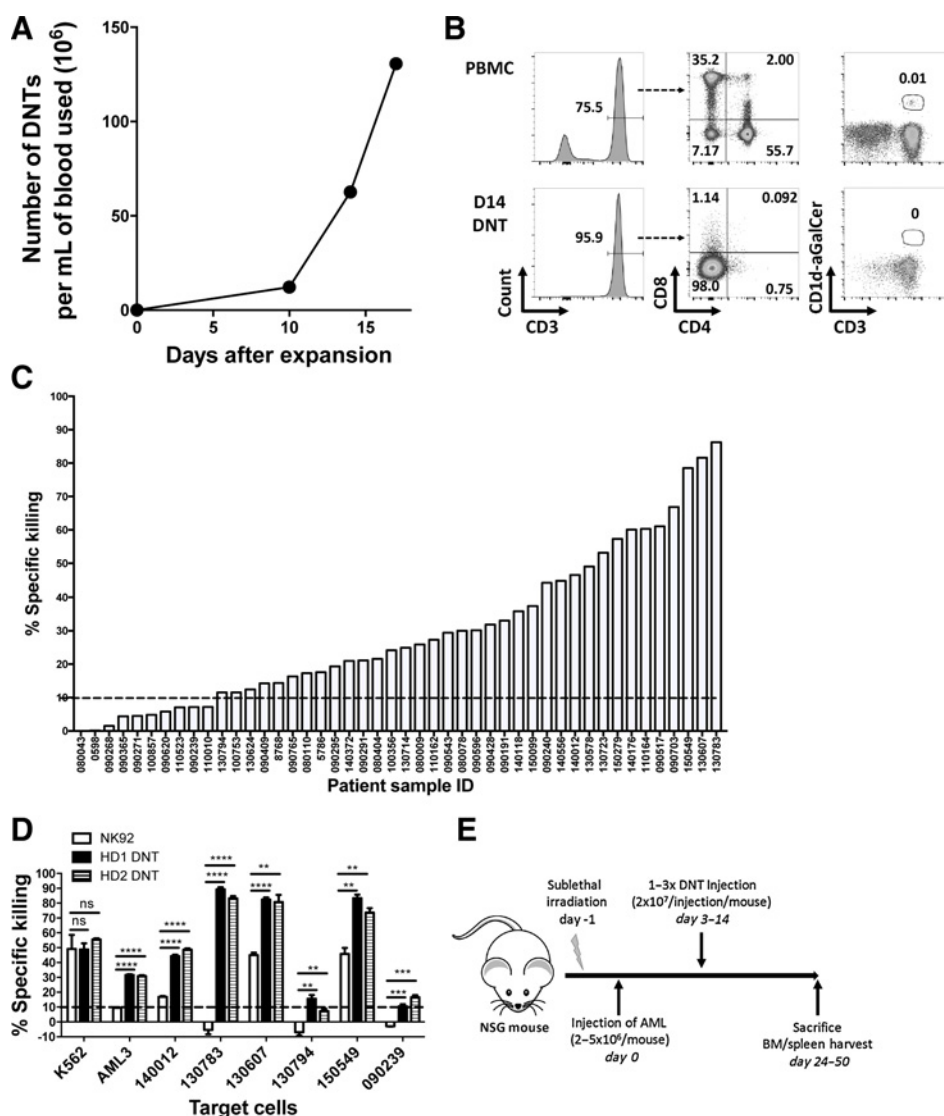 A
Number of DNTs
per mL of blood used (10⁶)
150
100
50
0
0
5
10
15
Days after expansion
B
PBMC
75.5
35.2
2.00
7.17
55.7
0.01
D14
DNT
95.9
1.14
0.092
98.0
0.75
0
Count
CD3
CD8
CD4
CD1d-aGalCer
CD3
C
% Specific killing
100
90
80
70
60
50
40
30
20
10
0
080043
0598
090268
090365
090271
100857
090620
110523
090239
110010
130794
100753
130624
090409
8768
090765
080110
5786
090295
140372
090291
080404
100356
130714
080009
110162
090543
080078
090596
090428
090191
140118
150099
090240
140556
140012
130578
130723
150279
140176
110164
090517
090703
150549
130607
130783
Patient sample ID
D
NK92
HD1 DNT
HD2 DNT
% Specific killing
100
90
80
70
60
50
40
30
20
10
0
-10
ns
ns
****
****
****
****
****
****
**
****
**
**
**
**
***
***
K562
AML3
140012
130783
130607
130794
150549
090239
Target cells
E
Sublethal
irradiation
day -1
1–3x DNT Injection
(2x10⁷/injection/mouse)
day 3–14
NSG mouse
Injection of AML
(2–5x10⁶/mouse)
day 0
Sacrifice
BM/spleen harvest
day 24–50